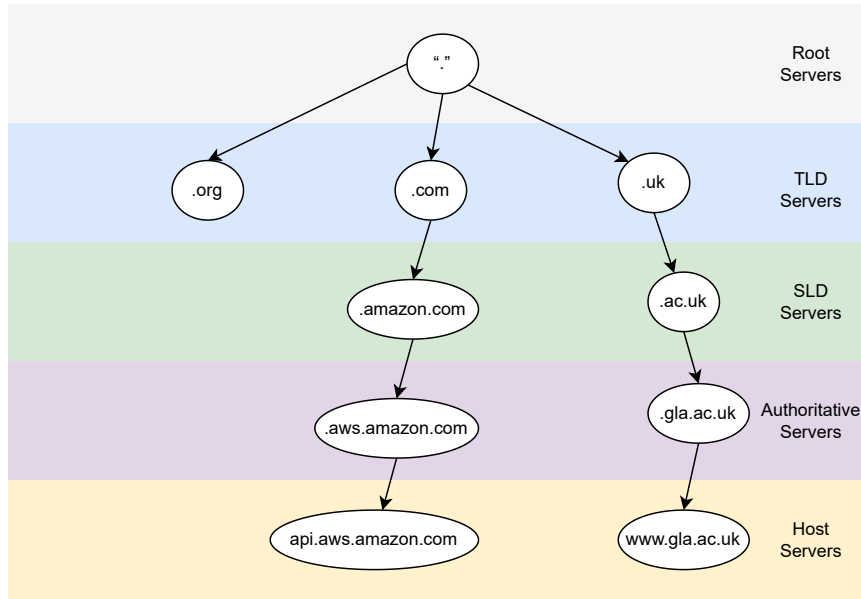 “.”
Root
Servers
.org
.com
.uk
TLD
Servers
.amazon.com
.ac.uk
SLD
Servers
.aws.amazon.com
.gla.ac.uk
Authoritative
Servers
api.aws.amazon.com
www.gla.ac.uk
Host
Servers